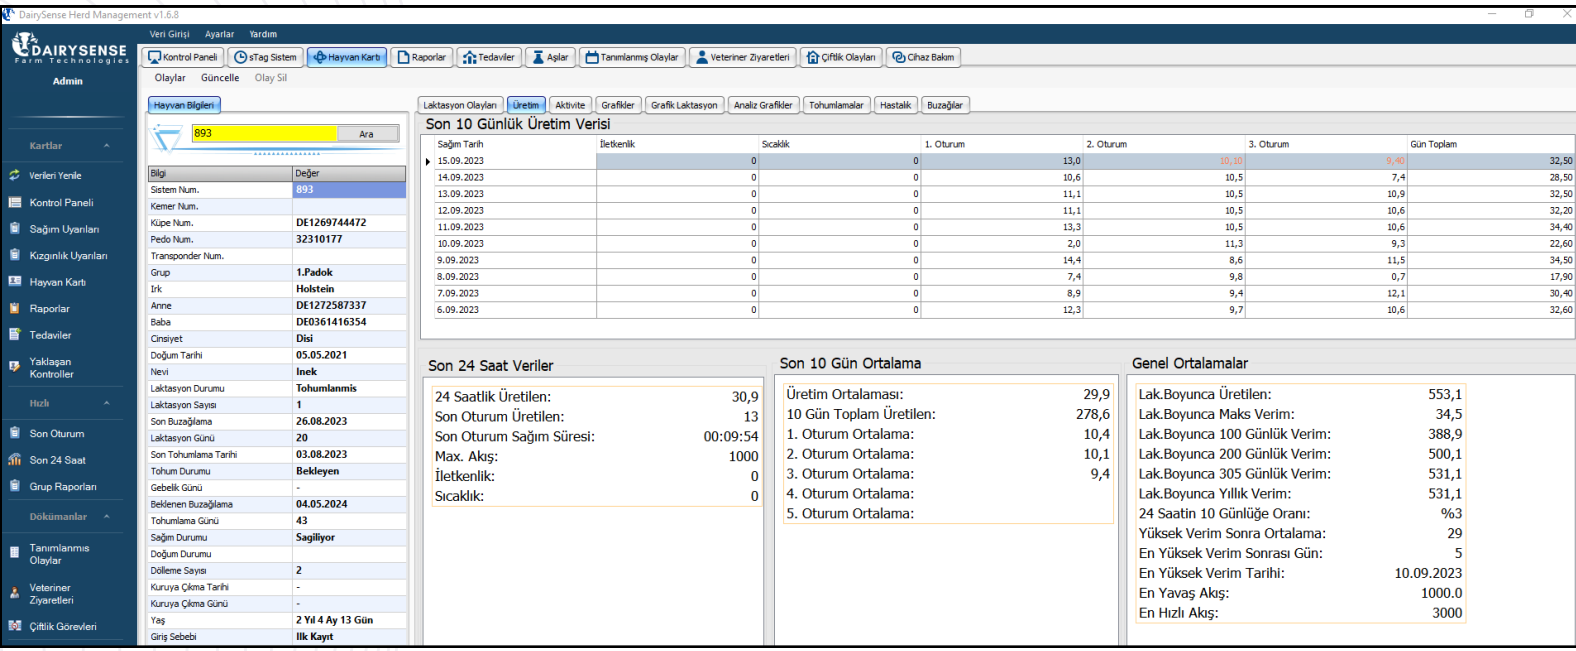 DairySense Herd Management v1.6.8
DAIRYSENSE
Farm Technologies
Admin
Veri Girişi Ayarlar Yardım
Kontrol Paneli sTag Sistem Hayvan Kartı Raporlar Tedaviler Aşılar Tanımlanmış Olaylar Veteriner Ziyaretleri Çiftlik Olayları Cihaz Bakım
Olaylar Güncelle Olay Sil
Kartlar
Verileri Yenile
Kontrol Paneli
Sağım Uyarıları
Kızgınlık Uyarıları
Hayvan Kartı
Raporlar
Tedaviler
Yaklaşan
Kontroller
Hızlı
Son Oturum
Son 24 Saat
Grup Raporları
Dökümanlar
Tanımlanmıs
Olaylar
Veteriner
Ziyaretleri
Çiftlik Görevleri
Hayvan Bilgileri
893 Ara
Bilgi Değer
Sistem Num. 893
Kemer Num.
Küpe Num. DE1269744472
Pedo Num. 32310177
Transponder Num.
Grup 1.Padok
Irk Holstein
Anne DE1272587337
Baba DE0361416354
Cinsiyet Disi
Doğum Tarihi 05.05.2021
Nevi Inek
Laktasyon Durumu Tohumlanmis
Laktasyon Sayısı 1
Son Buzağılama 26.08.2023
Laktasyon Günü 20
Son Tohumlama Tarihi 03.08.2023
Tohum Durumu Bekleyen
Gebelik Günü -
Beklenen Buzağılama 04.05.2024
Tohumlama Günü 43
Sağım Durumu Sagiliyor
Doğum Durumu
Dölleme Sayısı 2
Kuruya Çıkma Tarihi -
Kuruya Çıkma Günü -
Yaş 2 Yıl 4 Ay 13 Gün
Giriş Sebebi Ilk Kayıt
Laktasyon Olayları Üretim Aktivite Grafikler Grafik Laktasyon Analiz Grafikler Tohumlamalar Hastalık Buzağılar
Son 10 Günlük Üretim Verisi
Sağım Tarih İletkenlik Sıcaklık 1. Oturum 2. Oturum 3. Oturum Gün Toplam
15.09.2023 0 0 13,0 10,10 9,40 32,50
14.09.2023 0 0 10,6 10,5 7,4 28,50
13.09.2023 0 0 11,1 10,5 10,9 32,50
12.09.2023 0 0 11,1 10,5 10,6 32,20
11.09.2023 0 0 13,3 10,5 10,6 34,40
10.09.2023 0 0 2,0 11,3 9,3 22,60
9.09.2023 0 0 14,4 8,6 11,5 34,50
8.09.2023 0 0 7,4 9,8 0,7 17,90
7.09.2023 0 0 8,9 9,4 12,1 30,40
6.09.2023 0 0 12,3 9,7 10,6 32,60
Son 24 Saat Veriler
24 Saatlik Üretilen: 30,9
Son Oturum Üretilen: 13
Son Oturum Sağım Süresi: 00:09:54
Max. Akış: 1000
İletkenlik: 0
Sıcaklık: 0
Son 10 Gün Ortalama
Üretim Ortalaması: 29,9
10 Gün Toplam Üretilen: 278,6
1. Oturum Ortalama: 10,4
2. Oturum Ortalama: 10,1
3. Oturum Ortalama: 9,4
4. Oturum Ortalama:
5. Oturum Ortalama:
Genel Ortalamalar
Lak.Boyunca Üretilen: 553,1
Lak.Boyunca Maks Verim: 34,5
Lak.Boyunca 100 Günlük Verim: 388,9
Lak.Boyunca 200 Günlük Verim: 500,1
Lak.Boyunca 305 Günlük Verim: 531,1
Lak.Boyunca Yıllık Verim: 531,1
24 Saatin 10 Günlüğe Oranı: %3
Yüksek Verim Sonra Ortalama: 29
En Yüksek Verim Sonrası Gün: 5
En Yüksek Verim Tarihi: 10.09.2023
En Yavaş Akış: 1000.0
En Hızlı Akış: 3000